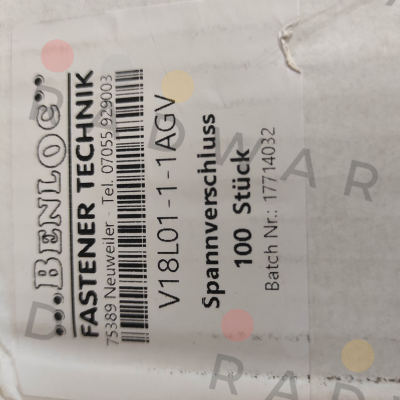 ...BENLOC...
FASTENER TECHNIK
75389 Neuweiler · Tel. 07055 929003
V18L01-1-1AGV
Spannverschluss
100 Stück
Batch Nr.: 17714032